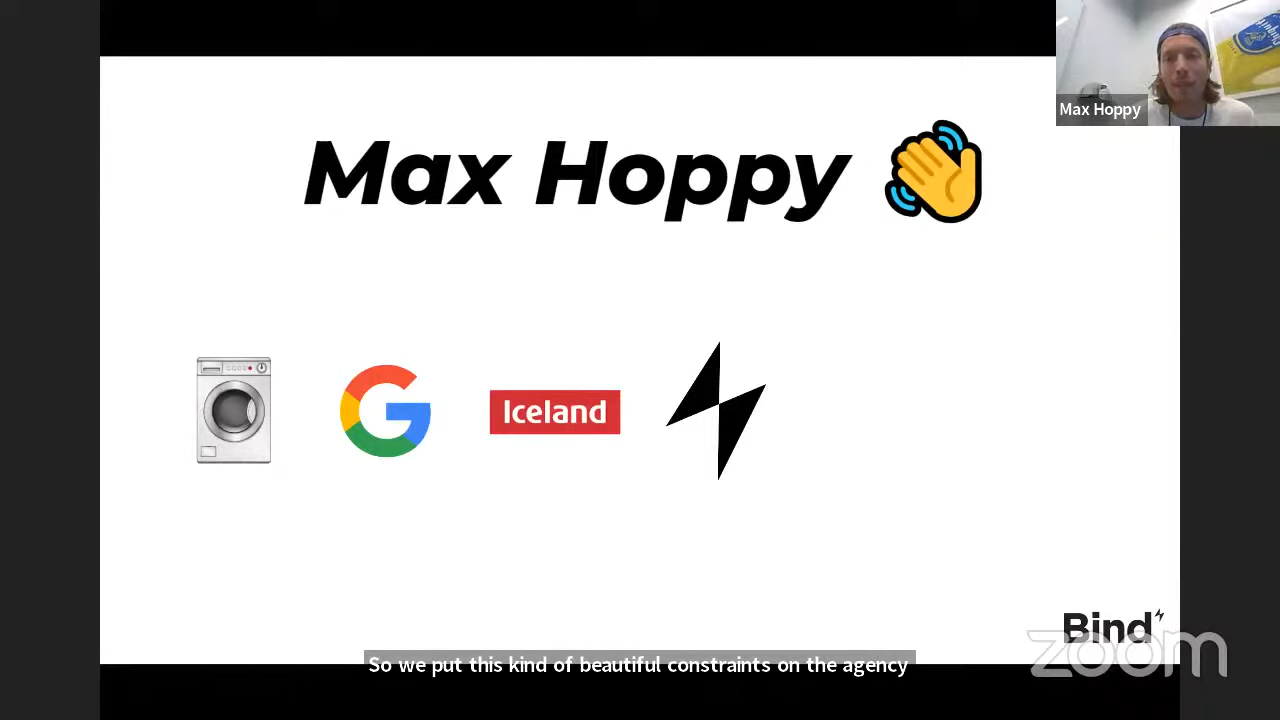 Max Hoppy
Max Hoppy
Iceland
Bind
zoom
So we put this kind of beautiful constraints on the agency